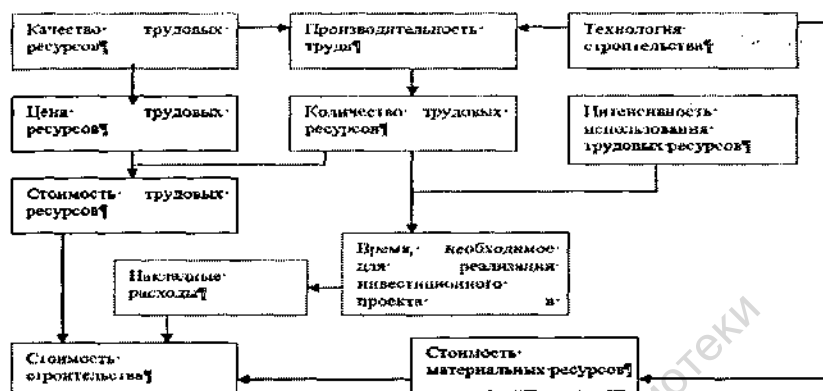 Качество трудовых
ресурсов¶
Производительность
труда¶
Технология
строительства¶
Цена трудовых
ресурсов¶
Количество трудовых
ресурсов¶
Интенсивность
использования
трудовых ресурсов¶
Стоимость трудовых
ресурсов¶
Время, необходимое
для реализации
инвестиционного
проекта в
Накладные
расходы¶
Стоимость
строительства¶
Стоимость
материальных ресурсов¶